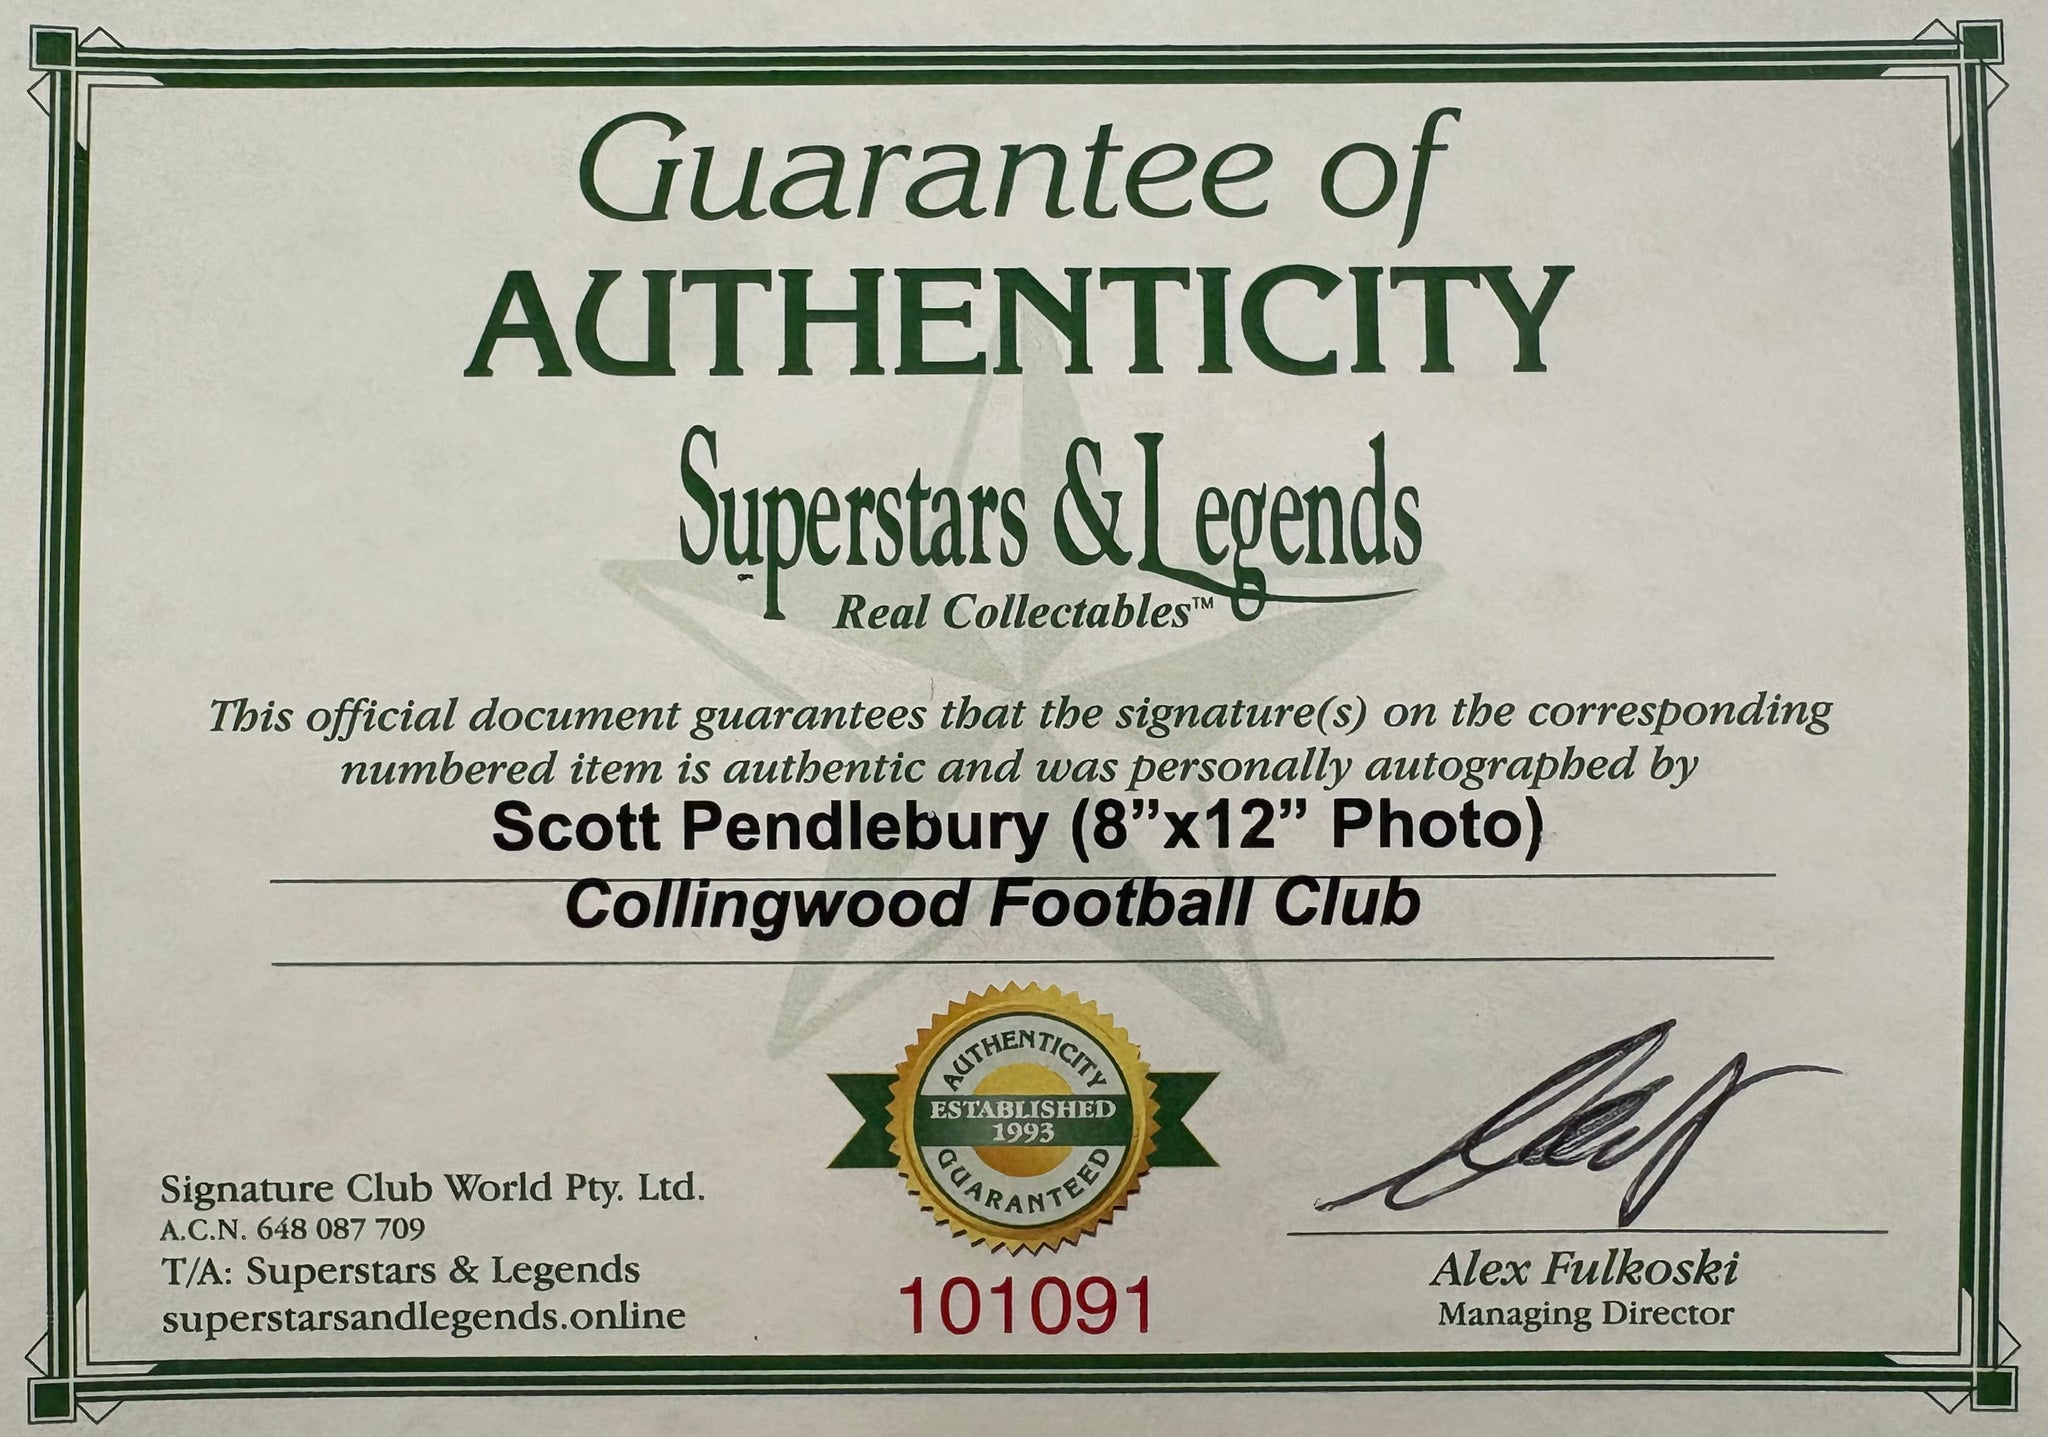 Guarantee of
AUTHENTICITY
Superstars & Legends
Real Collectables™
This official document guarantees that the signature(s) on the corresponding
numbered item is authentic and was personally autographed by
Scott Pendlebury (8”x12” Photo)
Collingwood Football Club
AUTHENTICITY
ESTABLISHED
1993
GUARANTEED
Signature Club World Pty. Ltd.
A.C.N. 648 087 709
T/A: Superstars & Legends
superstarsandlegends.online
101091
Alex Fulkoski
Managing Director